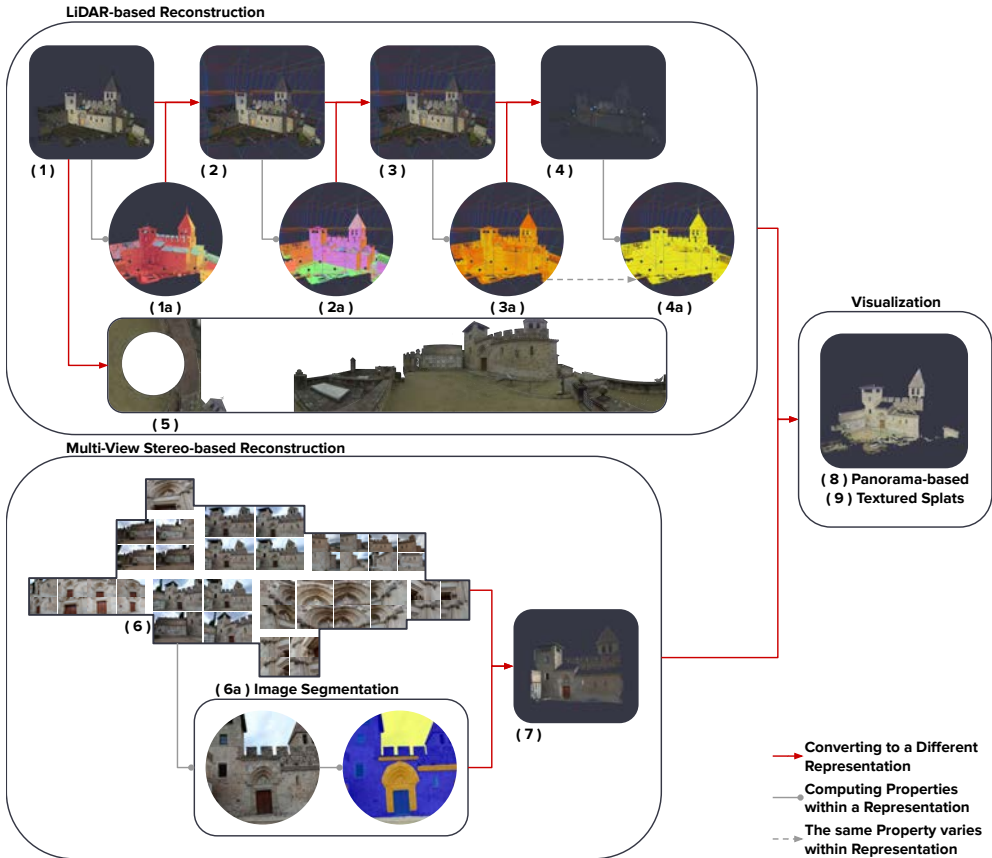 LiDAR-based Reconstruction
( 1 )
( 2 )
( 3 )
( 4 )
( 1a )
( 2a )
( 3a )
( 4a )
( 5 )
Visualization
( 8 ) Panorama-based
( 9 ) Textured Splats
Multi-View Stereo-based Reconstruction
( 6 )
( 6a ) Image Segmentation
( 7 )
Converting to a Different
Representation
Computing Properties
within a Representation
The same Property varies
within Representation